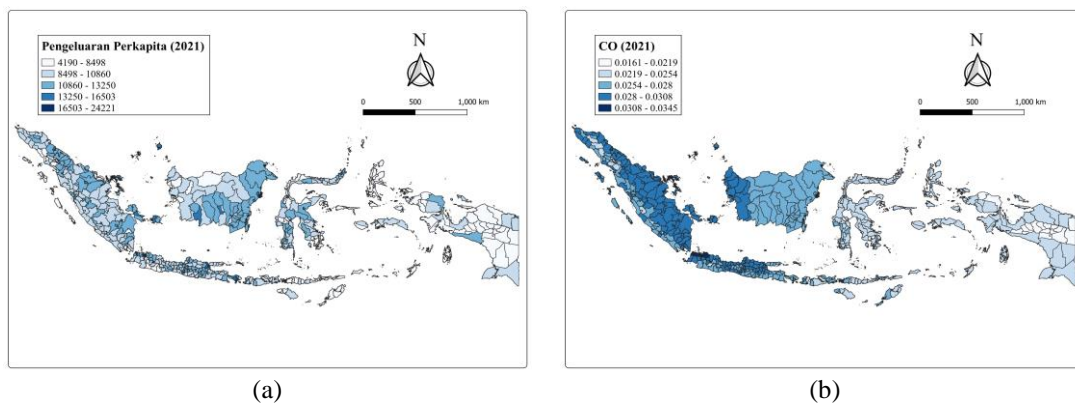 Pengeluaran Perkapita (2021)
4190 - 8498
8498 - 10860
10860 - 13250
13250 - 16503
16503 - 24221
N
0 500 1,000 km
(a)
CO (2021)
0.0161 - 0.0219
0.0219 - 0.0254
0.0254 - 0.028
0.028 - 0.0308
0.0308 - 0.0345
N
0 500 1,000 km
(b)